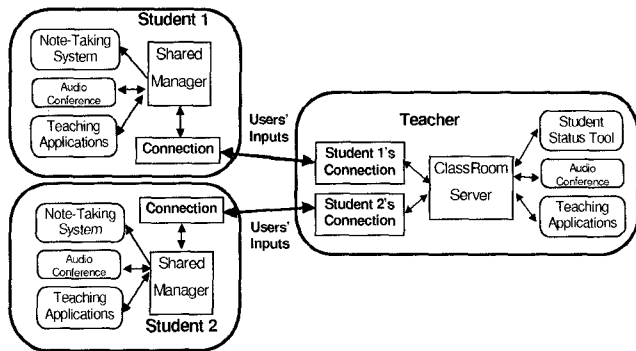 Student 1
Note-Taking
System
Shared
Manager
Audio
Conference
Teaching
Applications
Connection
Users'
Inputs
Teacher
Student 1's
Connection
Student 2's
Connection
ClassRoom
Server
Student
Status Tool
Audio
Conference
Teaching
Applications
Users'
Inputs
Connection
Note-Taking
System
Audio
Conference
Teaching
Applications
Shared
Manager
Student 2